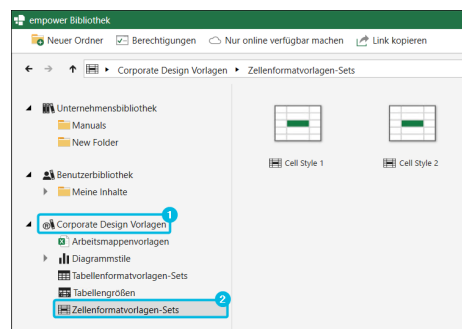 empower Bibliothek
Neuer Ordner Berechtigungen Nur online verfügbar machen Link kopieren
Corporate Design Vorlagen Zellenformatvorlagen-Sets
Unternehmensbibliothek
Manuals
New Folder
Cell Style 1 Cell Style 2
Benutzerbibliothek
Meine Inhalte
1
Corporate Design Vorlagen
Arbeitsmappenvorlagen
Diagrammstile
Tabellenformatvorlagen-Sets
Tabellengrößen
2
Zellenformatvorlagen-Sets